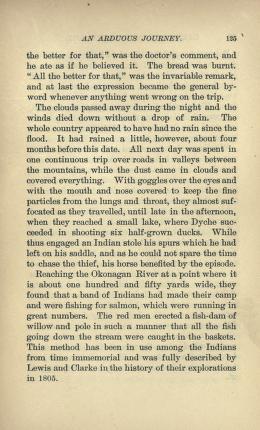 AN ARDUOUS JOURNEY. 125
the better for that," was the doctor's comment, and
he ate as if he believed it. The bread was burnt.
"All the better for that," was the invariable remark,
and at last the expression became the general by-
word whenever anything went wrong on the trip.
The clouds passed away during the night and the
winds died down without a drop of rain. The
whole country appeared to have had no rain since the
flood. It had rained a little, however, about four
months before this date. All next day was spent in
one continuous trip over roads in valleys between
the mountains, while the dust came in clouds and
covered everything. With goggles over the eyes and
with the mouth and nose covered to keep the fine
particles from the lungs and throat, they almost suf-
focated as they travelled, until late in the afternoon,
when they reached a small lake, where Dyche suc-
ceeded in shooting six half-grown ducks. While
thus engaged an Indian stole his spurs which he had
left on his saddle, and as he could not spare the time
to chase the thief, his horse benefited by the episode.
Reaching the Okonagan River at a point where it
is about one hundred and fifty yards wide, they
found that a band of Indians had made their camp
and were fishing for salmon, which were running in
great numbers. The red men erected a fish-dam of
willow and pole in such a manner that all the fish
going down the stream were caught in the baskets.
This method has been in use among the Indians
from time immemorial and was fully described by
Lewis and Clarke in the history of their explorations
in 1805.